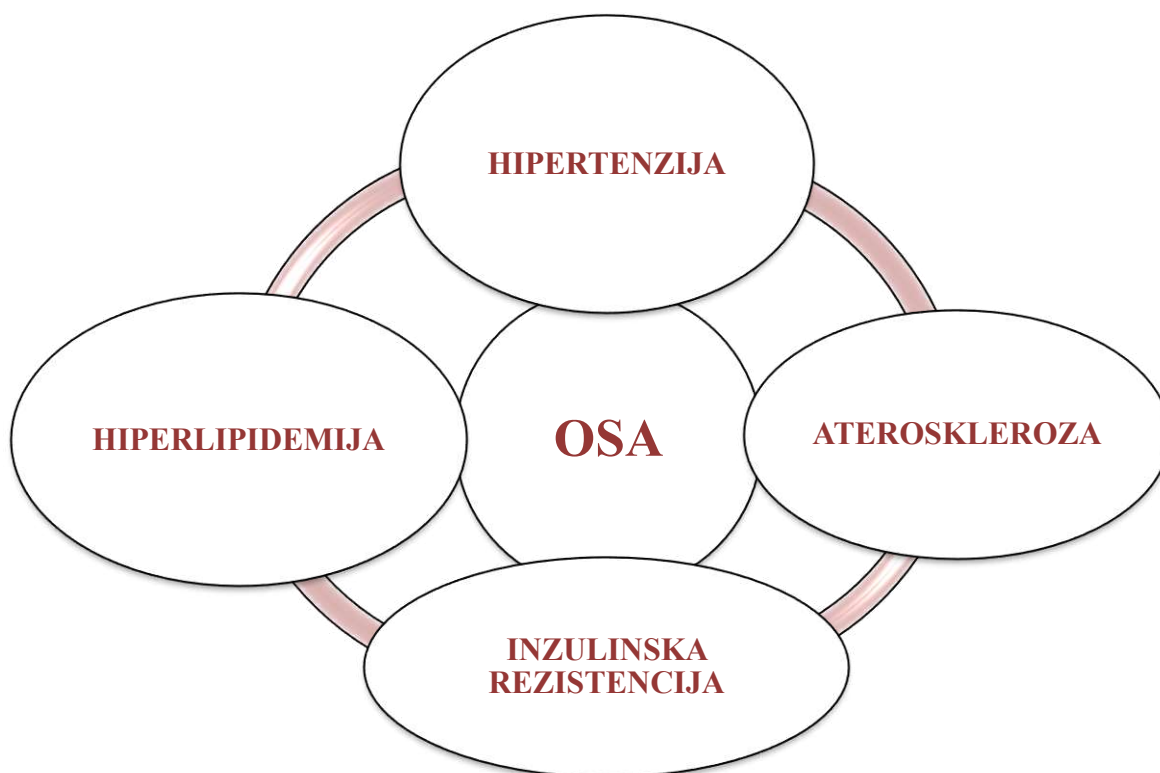 HIPERTENZIJA
HIPERLIPIDEMIJA
OSA
ATEROSKLEROZA
INZULINSKA
REZISTENCIJA